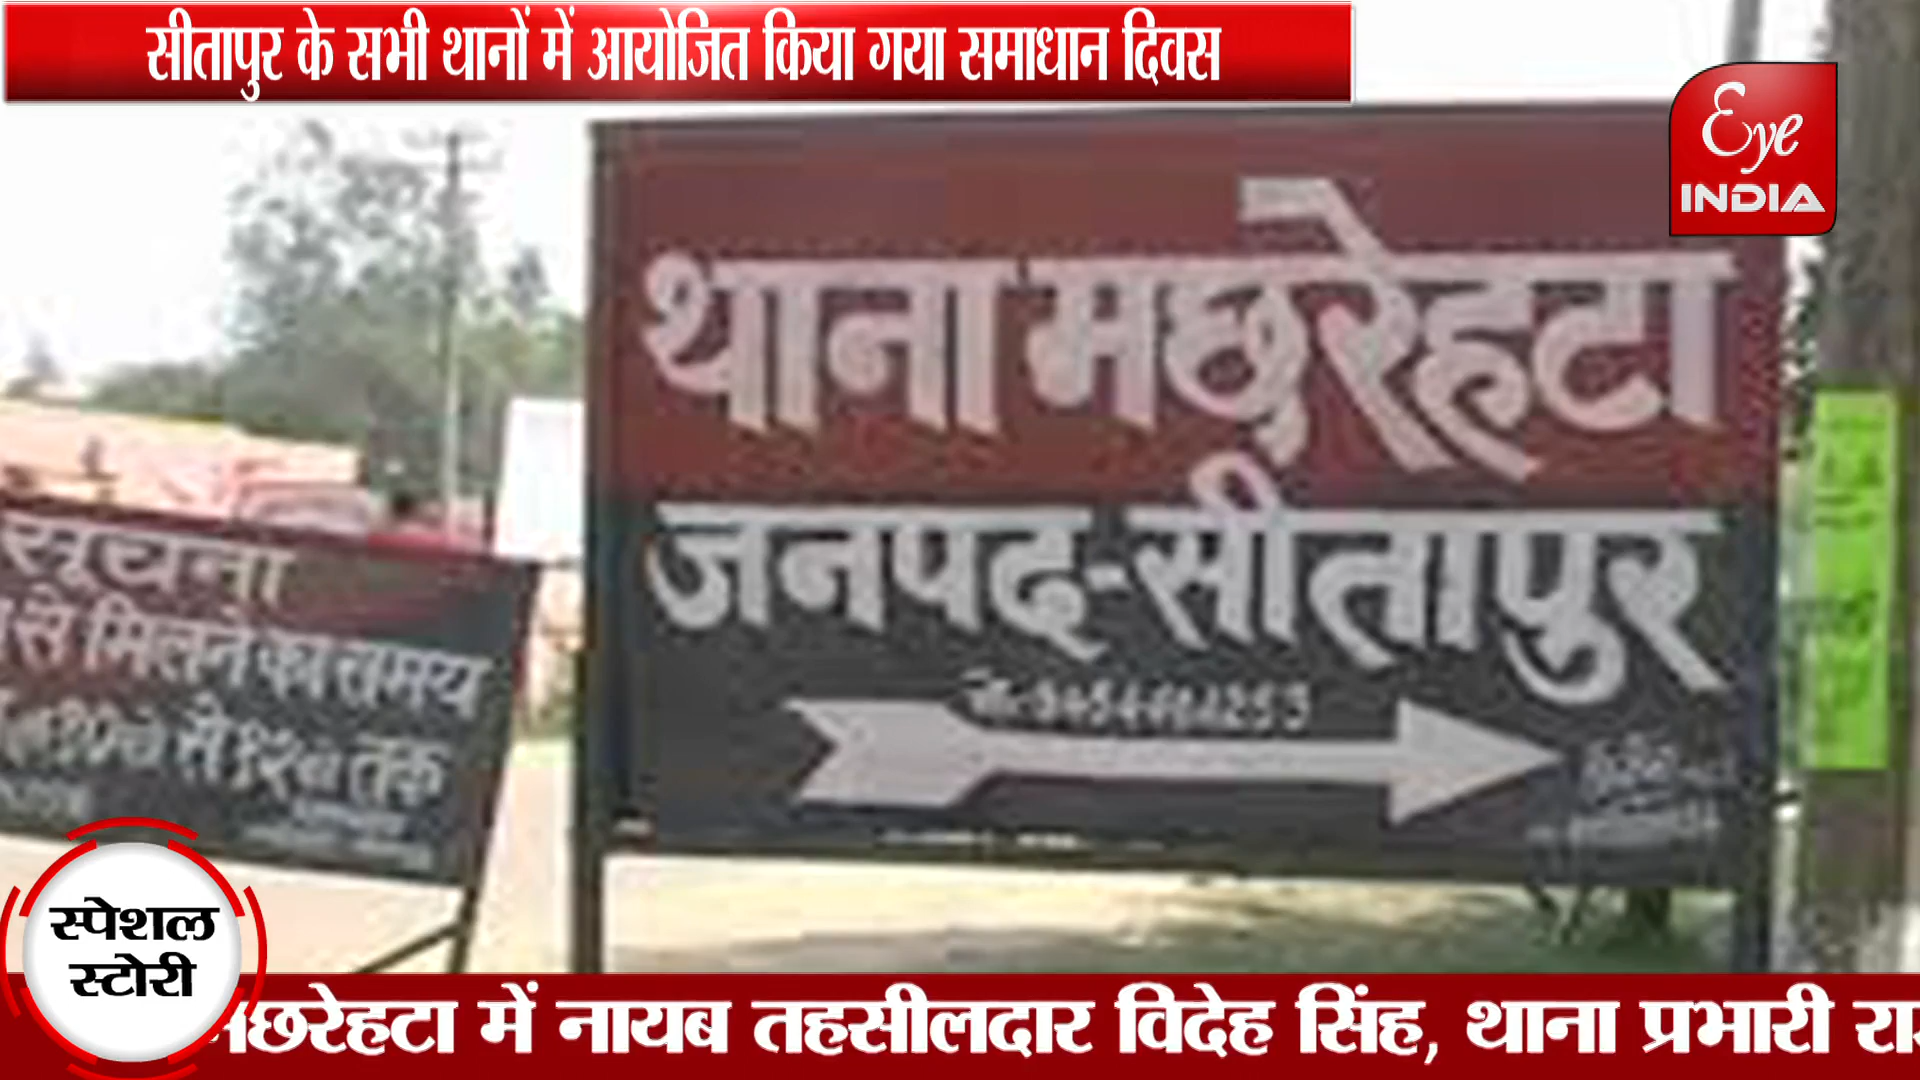 सीतापुर के सभी थानों में आयोजित किया गया समाधान दिवस
Eye
INDIA
थाना मछरेहटा
जनपद-सीतापुर
सूचना
से मिलने का समय
से तक
स्पेशल
स्टोरी
मछरेहटा में नायब तहसीलदार विदेह सिंह, थाना प्रभारी